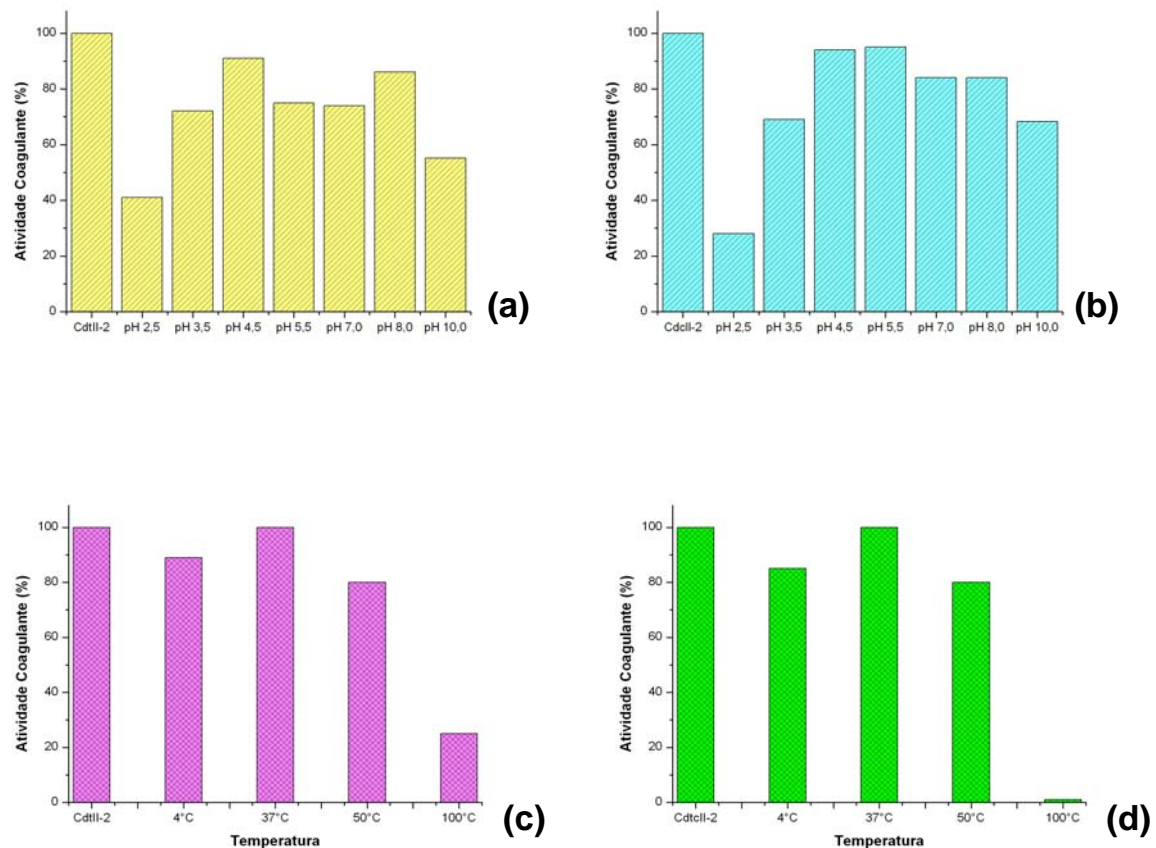 Atividade Coagulante (%)
100
80
60
40
20
0
CdtII-2 pH 2,5 pH 3,5 pH 4,5 pH 5,5 pH 7,0 pH 8,0 pH 10,0
(a)
Atividade Coagulante (%)
100
80
60
40
20
0
CdcII-2 pH 2,5 pH 3,5 pH 4,5 pH 5,5 pH 7,0 pH 8,0 pH 10,0
(b)
Atividade Coagulante (%)
100
80
60
40
20
0
CdtII-2 4°C 37°C 50°C 100°C
Temperatura
(c)
Atividade Coagulante (%)
100
80
60
40
20
0
CdtcII-2 4°C 37°C 50°C 100°C
Temperatura
(d)